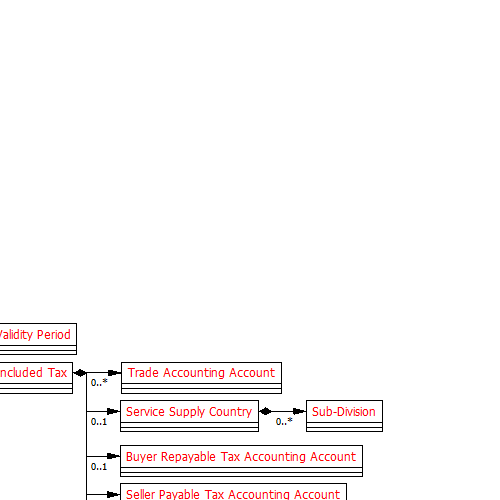 Validity Period
Included Tax
Trade Accounting Account
0..*
Service Supply Country
Sub-Division
0..1
0..*
Buyer Repayable Tax Accounting Account
0..1
Seller Payable Tax Accounting Account